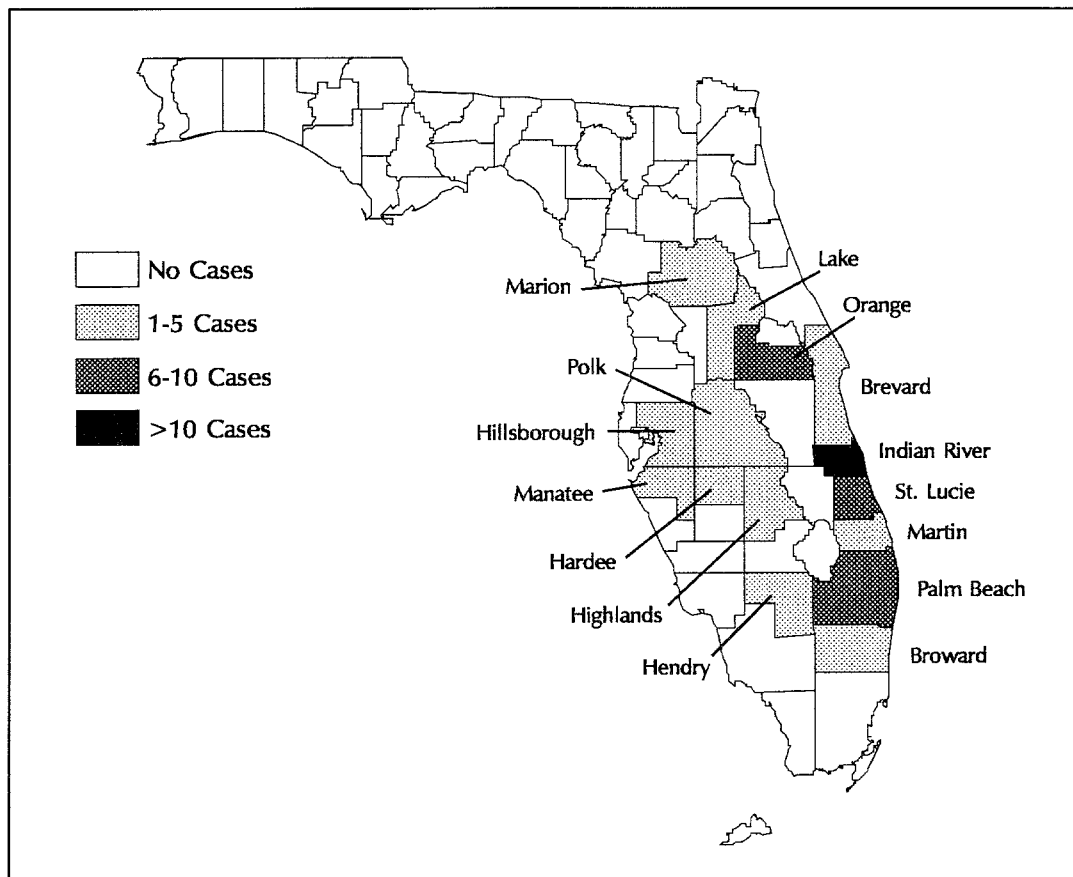 No Cases
1-5 Cases
6-10 Cases
>10 Cases
Marion
Lake
Orange
Polk
Brevard
Hillsborough
Indian River
Manatee
St. Lucie
Martin
Hardee
Palm Beach
Highlands
Hendry
Broward